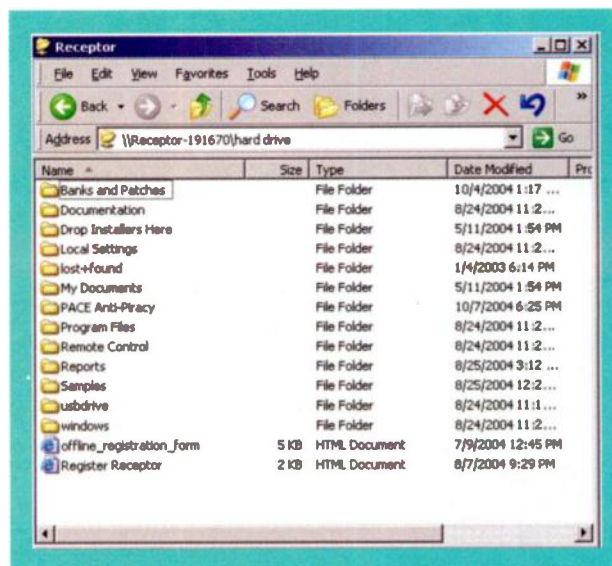 Receptor
File Edit View Favorites Tools Help
Back Search Folders
Address \\Receptor-191670\hard drive Go
Name Size Type Date Modified Pro
Banks and Patches File Folder 10/4/2004 1:17 ...
Documentation File Folder 8/24/2004 11:2...
Drop Installers Here File Folder 5/11/2004 1:54 PM
Local Settings File Folder 8/24/2004 11:2...
lost+found File Folder 1/4/2003 6:14 PM
My Documents File Folder 5/11/2004 1:54 PM
PACE Anti-Piracy File Folder 10/7/2004 6:25 PM
Program Files File Folder 8/24/2004 11:2...
Remote Control File Folder 8/24/2004 11:2...
Reports File Folder 8/25/2004 3:12 ...
Samples File Folder 8/25/2004 12:2...
usbdrive File Folder 8/24/2004 11:1...
windows File Folder 8/24/2004 11:2...
offline_registration_form 5 KB HTML Document 7/9/2004 12:45 PM
Register Receptor 2 KB HTML Document 8/7/2004 9:29 PM